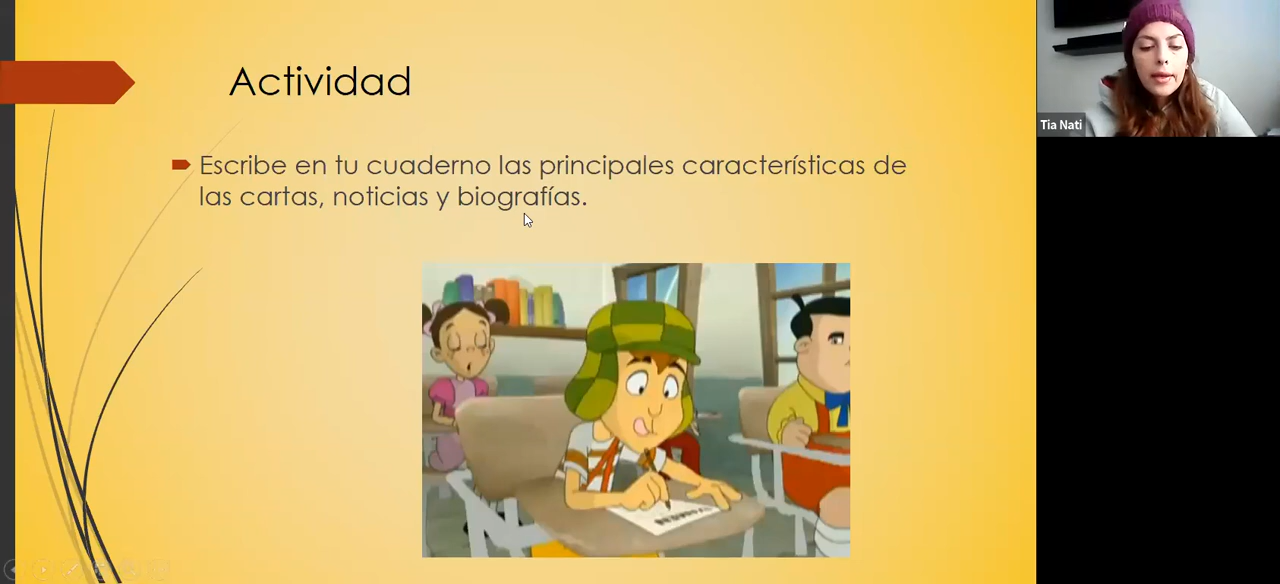 Actividad
Escribe en tu cuaderno las principales características de
las cartas, noticias y biografías.
Tia Nati